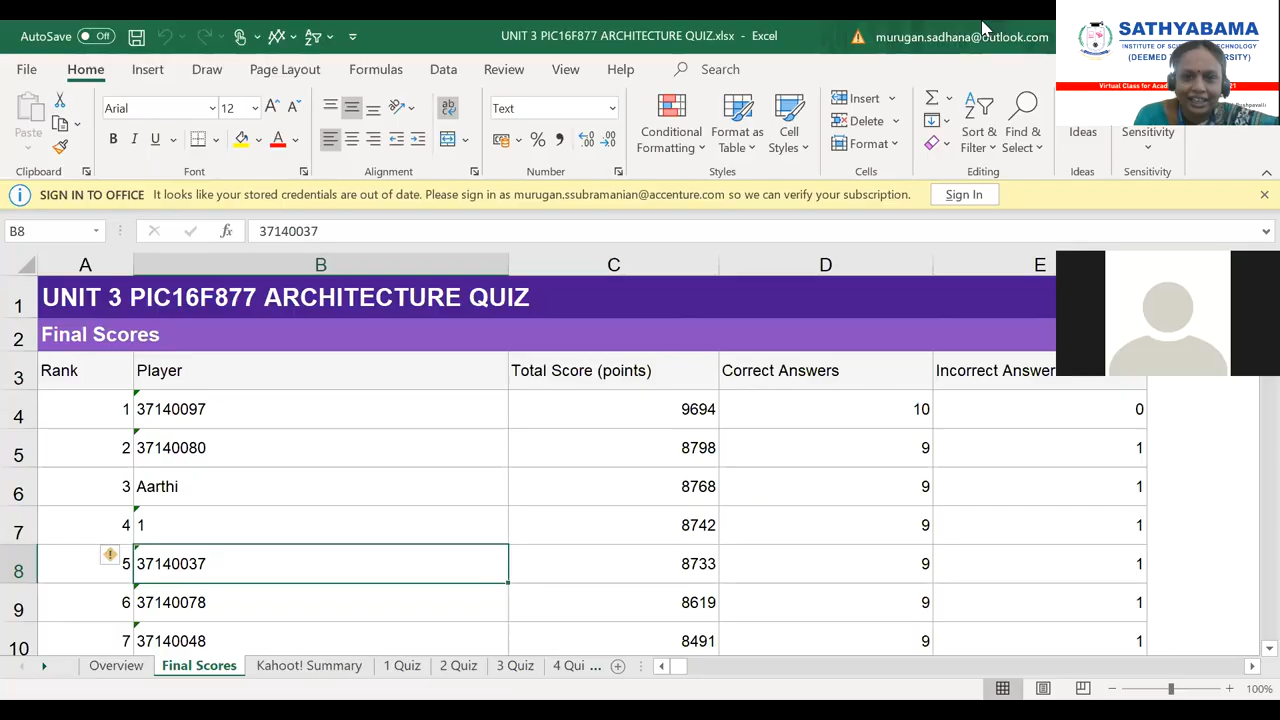 AutoSave Off UNIT 3 PIC16F877 ARCHITECTURE QUIZ.xlsx - Excel murugan.sadhana@outlook.com
SATHYABAMA
INSTITUTE OF SCIENCE TECHNOLOGY
(DEEMED UNIVERSITY)
Virtual Class for 21
File Home Insert Draw Page Layout Formulas Data Review View Help Search
Paste Arial 12 Text Conditional Formatting Format as Table Cell Styles Insert Delete Format Sort & Filter Find & Select Ideas Sensitivity
Clipboard Font Alignment Number Styles Cells Editing Ideas Sensitivity
SIGN IN TO OFFICE It looks like your stored credentials are out of date. Please sign in as murugan.ssubramanian@accenture.com so we can verify your subscription. Sign In
B8 fx 37140037
A B C D E
1 UNIT 3 PIC16F877 ARCHITECTURE QUIZ
2 Final Scores
3 Rank Player Total Score (points) Correct Answers Incorrect Answer
4 1 37140097 9694 10 0
5 2 37140080 8798 9 1
6 3 Aarthi 8768 9 1
7 4 1 8742 9 1
8 5 37140037 8733 9 1
9 6 37140078 8619 9 1
10 7 37140048 8491 9 1
Overview Final Scores Kahoot! Summary 1 Quiz 2 Quiz 3 Quiz 4 Qui ...
100%